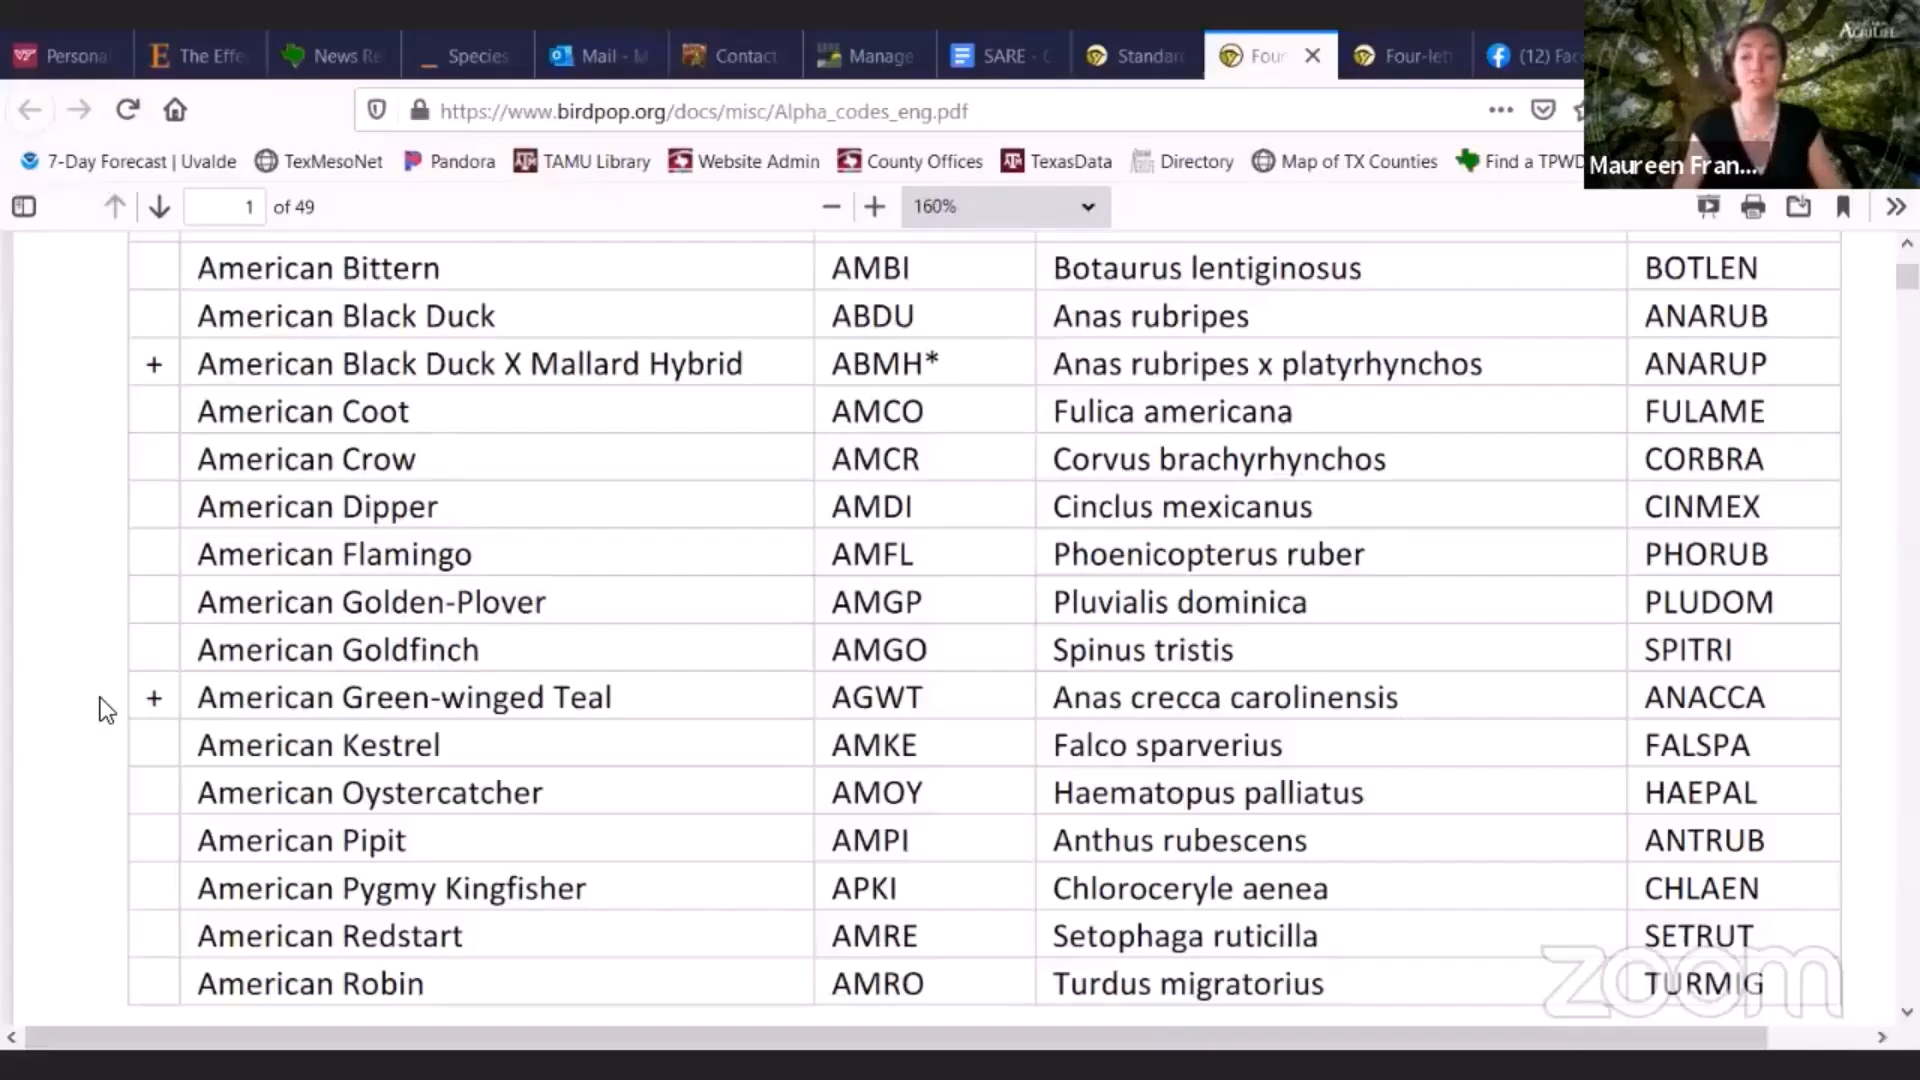 Personal
The Effe
News Re
Species
Mail - M
Contact
Manage
SARE - C
Standard
Four
Four-lett
(12) Fac
AGRILIFE
https://www.birdpop.org/docs/misc/Alpha_codes_eng.pdf
Maureen Fran...
7-Day Forecast | Uvalde
TexMesoNet
Pandora
TAMU Library
Website Admin
County Offices
TexasData
Directory
Map of TX Counties
Find a TPWD
1 of 49
160%
American Bittern AMBI Botaurus lentiginosus BOTLEN
American Black Duck ABDU Anas rubripes ANARUB
+ American Black Duck X Mallard Hybrid ABMH* Anas rubripes x platyrhynchos ANARUP
American Coot AMCO Fulica americana FULAME
American Crow AMCR Corvus brachyrhynchos CORBRA
American Dipper AMDI Cinclus mexicanus CINMEX
American Flamingo AMFL Phoenicopterus ruber PHORUB
American Golden-Plover AMGP Pluvialis dominica PLUDOM
American Goldfinch AMGO Spinus tristis SPITRI
+ American Green-winged Teal AGWT Anas crecca carolinensis ANACCA
American Kestrel AMKE Falco sparverius FALSPA
American Oystercatcher AMOY Haematopus palliatus HAEPAL
American Pipit AMPI Anthus rubescens ANTRUB
American Pygmy Kingfisher APKI Chloroceryle aenea CHLAEN
American Redstart AMRE Setophaga ruticilla SETRUT
American Robin AMRO Turdus migratorius TURMIG
zoom